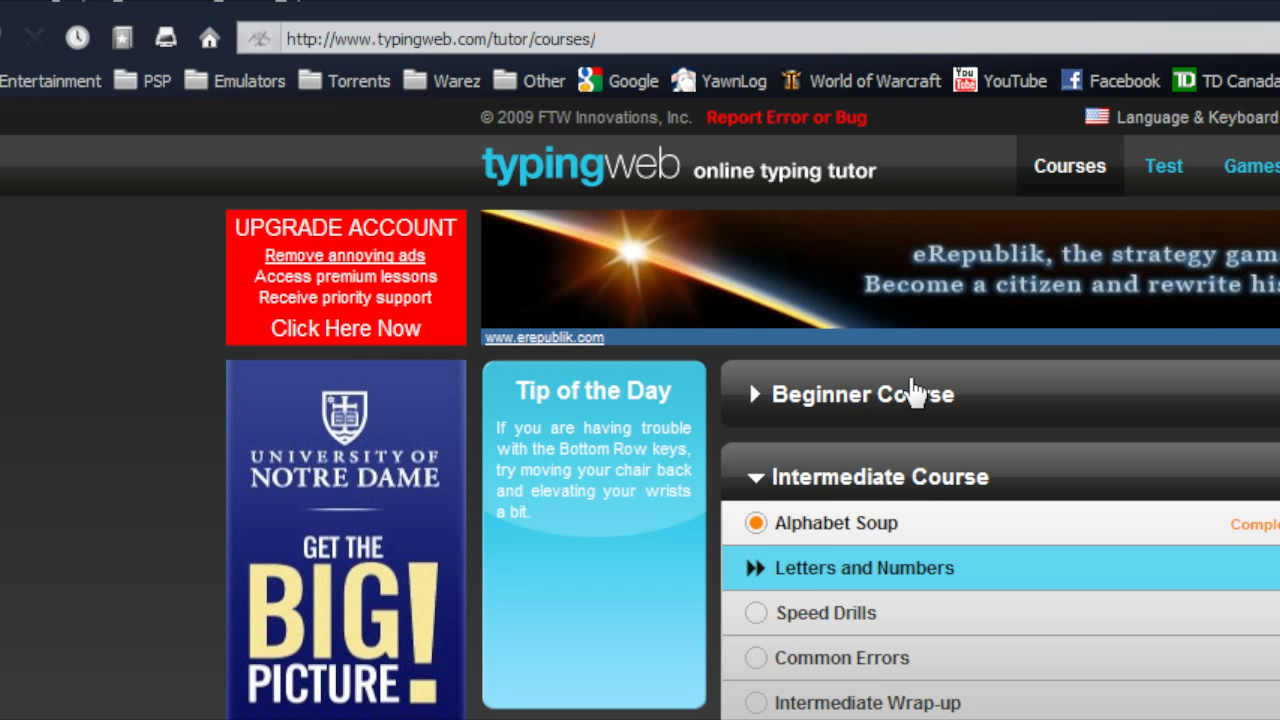 http://www.typingweb.com/tutor/courses/
Entertainment PSP Emulators Torrents Warez Other Google YawnLog World of Warcraft You Tube YouTube Facebook TD TD Canada
© 2009 FTW Innovations, Inc. Report Error or Bug Language & Keyboard
typingweb online typing tutor Courses Test Games
UPGRADE ACCOUNT
Remove annoying ads
Access premium lessons
Receive priority support
Click Here Now
eRepublik, the strategy gam
Become a citizen and rewrite his
www.erepublik.com
UNIVERSITY OF
NOTRE DAME
GET THE
BIG!
PICTURE
Tip of the Day
If you are having trouble
with the Bottom Row keys,
try moving your chair back
and elevating your wrists
a bit.
Beginner Course
Intermediate Course
Alphabet Soup Comple
Letters and Numbers
Speed Drills
Common Errors
Intermediate Wrap-up